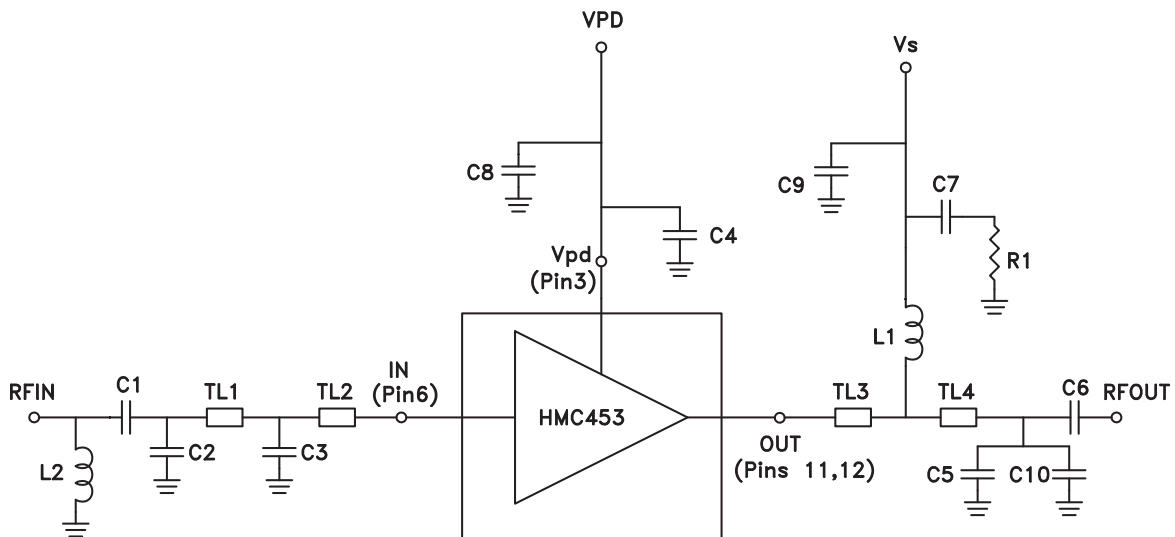 VPD
Vs
C8
C9
C7
C4
Vpd
(Pin3)
R1
L1
RFIN
C1
TL1
TL2
IN
(Pin6)
HMC453
TL3
TL4
C6
RFOUT
L2
C2
C3
OUT
(Pins 11,12)
C5
C10